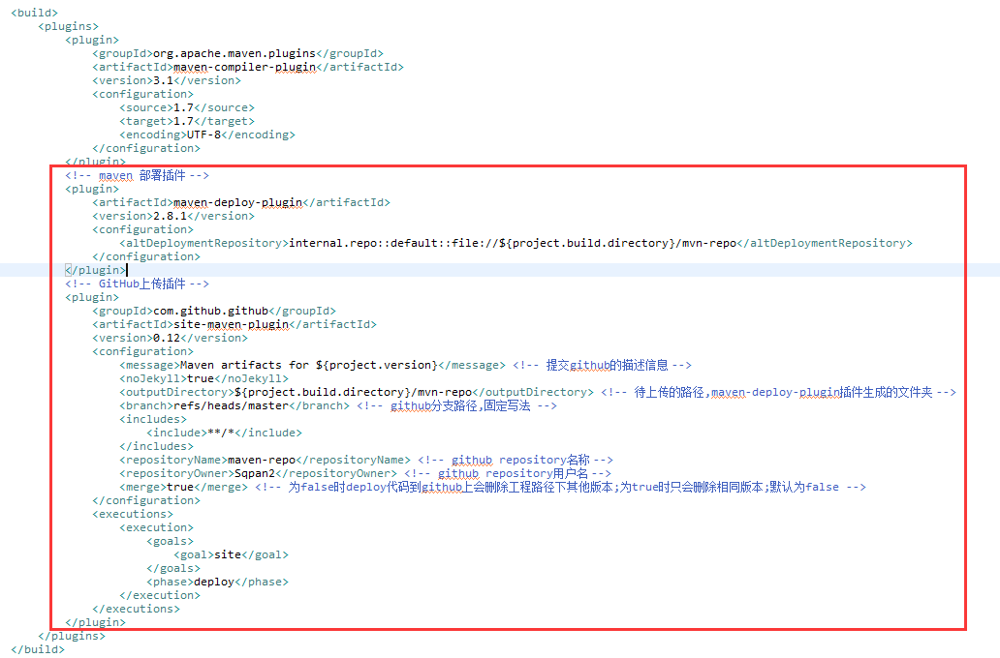 <build>
<plugins>
<plugin>
<groupId>org.apache.maven.plugins</groupId>
<artifactId>maven-compiler-plugin</artifactId>
<version>3.1</version>
<configuration>
<source>1.7</source>
<target>1.7</target>
<encoding>UTF-8</encoding>
</configuration>
</plugin>
<!-- maven 部署插件 -->
<plugin>
<artifactId>maven-deploy-plugin</artifactId>
<version>2.8.1</version>
<configuration>
<altDeploymentRepository>internal.repo::default::file://${project.build.directory}/mvn-repo</altDeploymentRepository>
</configuration>
</plugin>
<!-- GitHub上传插件 -->
<plugin>
<groupId>com.github.github</groupId>
<artifactId>site-maven-plugin</artifactId>
<version>0.12</version>
<configuration>
<message>Maven artifacts for ${project.version}</message> <!-- 提交github的描述信息 -->
<noJekyll>true</noJekyll>
<outputDirectory>${project.build.directory}/mvn-repo</outputDirectory> <!-- 待上传的路径,maven-deploy-plugin插件生成的文件夹 -->
<branch>refs/heads/master</branch> <!-- github分支路径,固定写法 -->
<includes>
<include>**/*</include>
</includes>
<repositoryName>maven-repo</repositoryName> <!-- github repository名称 -->
<repositoryOwner>Sqpan2</repositoryOwner> <!-- github repository用户名 -->
<merge>true</merge> <!-- 为false时deploy代码到github上会删除工程路径下其他版本;为true时只会删除相同版本;默认为false -->
</configuration>
<executions>
<execution>
<goals>
<goal>site</goal>
</goals>
<phase>deploy</phase>
</execution>
</executions>
</plugin>
</plugins>
</build>